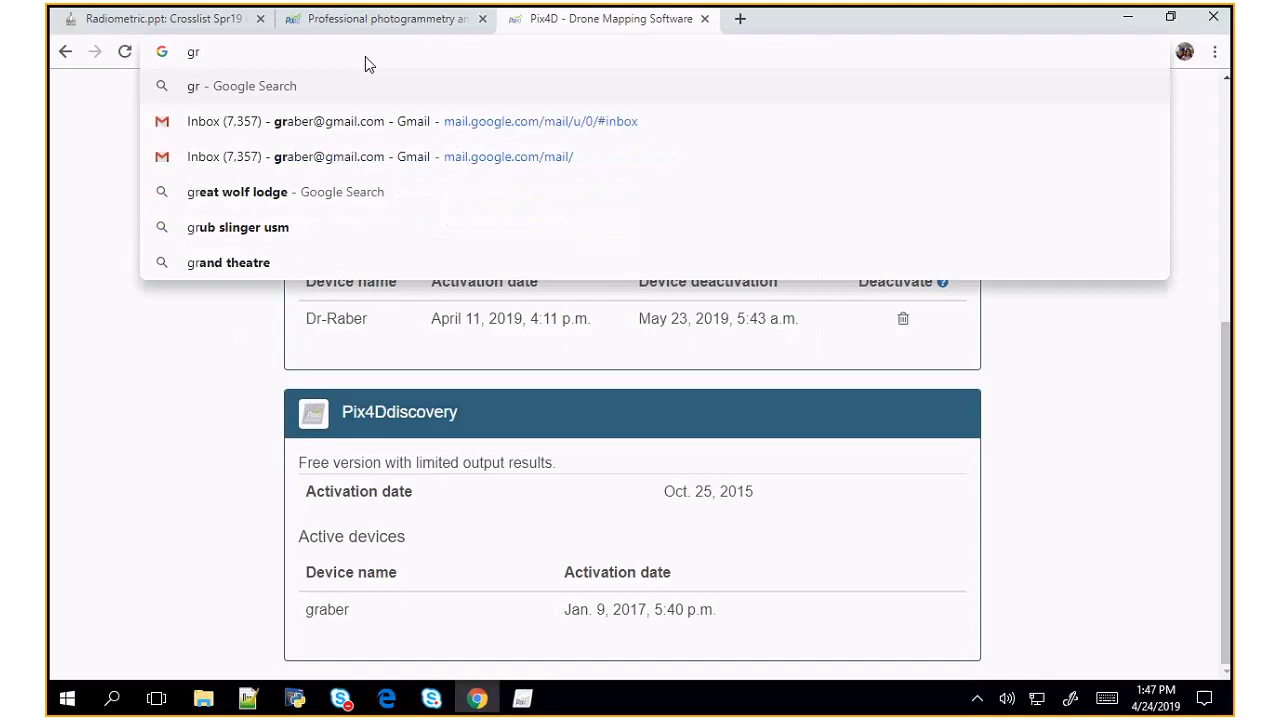 Radiometric.ppt: Crosslist Spr19
Professional photogrammetry an
Pix4D - Drone Mapping Software
gr
gr - Google Search
Inbox (7,357) - graber@gmail.com - Gmail - mail.google.com/mail/u/0/#inbox
Inbox (7,357) - graber@gmail.com - Gmail - mail.google.com/mail/
great wolf lodge - Google Search
grub slinger usm
grand theatre
Device name Activation date Device deactivation Deactivate ?
Dr-Raber April 11, 2019, 4:11 p.m. May 23, 2019, 5:43 a.m.
Pix4Ddiscovery
Free version with limited output results.
Activation date Oct. 25, 2015
Active devices
Device name Activation date
graber Jan. 9, 2017, 5:40 p.m.
1:47 PM
4/24/2019